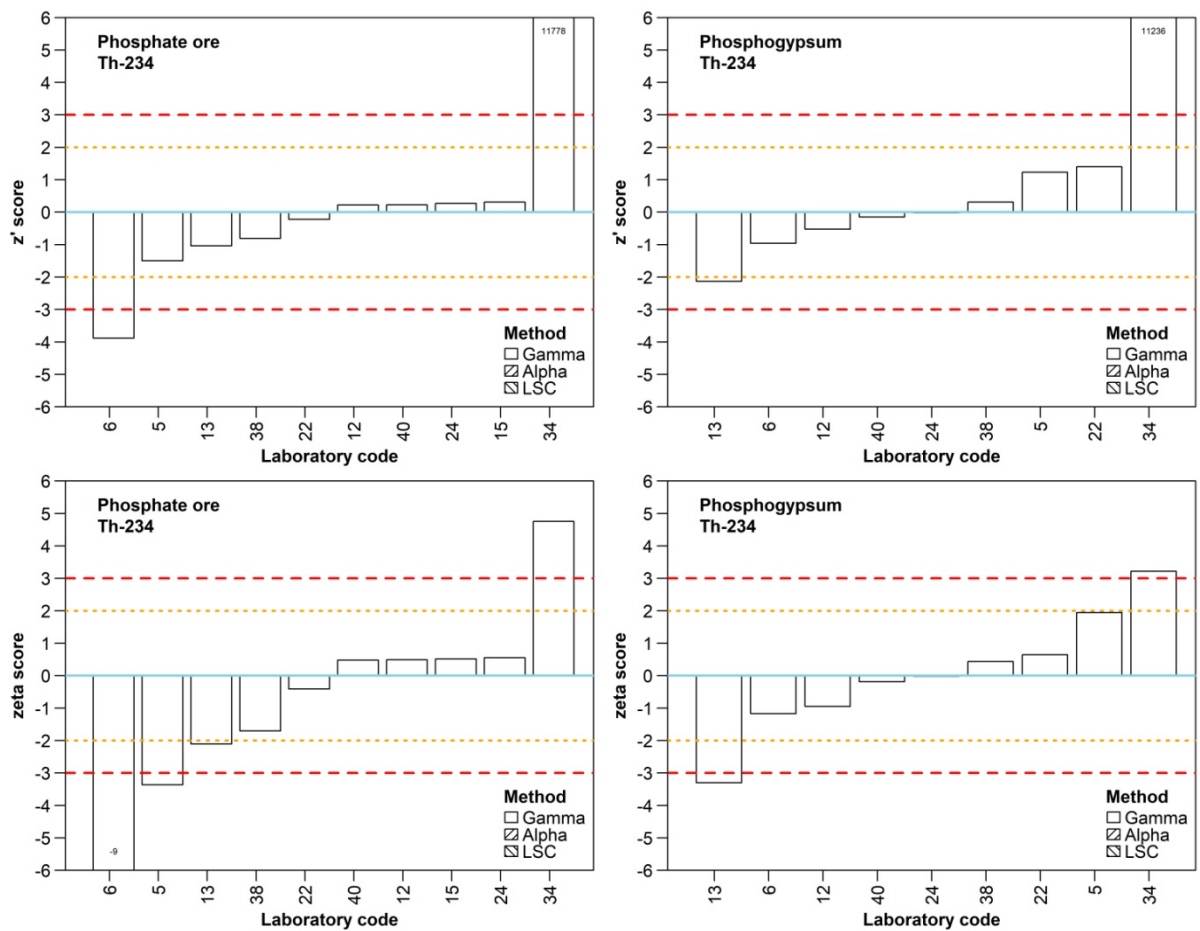 Phosphate ore
Th-234
11778
z' score
6
5
4
3
2
1
0
-1
-2
-3
-4
-5
-6
Method
Gamma
Alpha
LSC
6 5 13 38 22 12 40 24 15 34
Laboratory code
Phosphogypsum
Th-234
11236
z' score
6
5
4
3
2
1
0
-1
-2
-3
-4
-5
-6
Method
Gamma
Alpha
LSC
13 6 12 40 24 38 5 22 34
Laboratory code
Phosphate ore
Th-234
zeta score
6
5
4
3
2
1
0
-1
-2
-3
-4
-5
-6
-9
Method
Gamma
Alpha
LSC
6 5 13 38 22 40 12 15 24 34
Laboratory code
Phosphogypsum
Th-234
zeta score
6
5
4
3
2
1
0
-1
-2
-3
-4
-5
-6
Method
Gamma
Alpha
LSC
13 6 12 40 24 38 22 5 34
Laboratory code